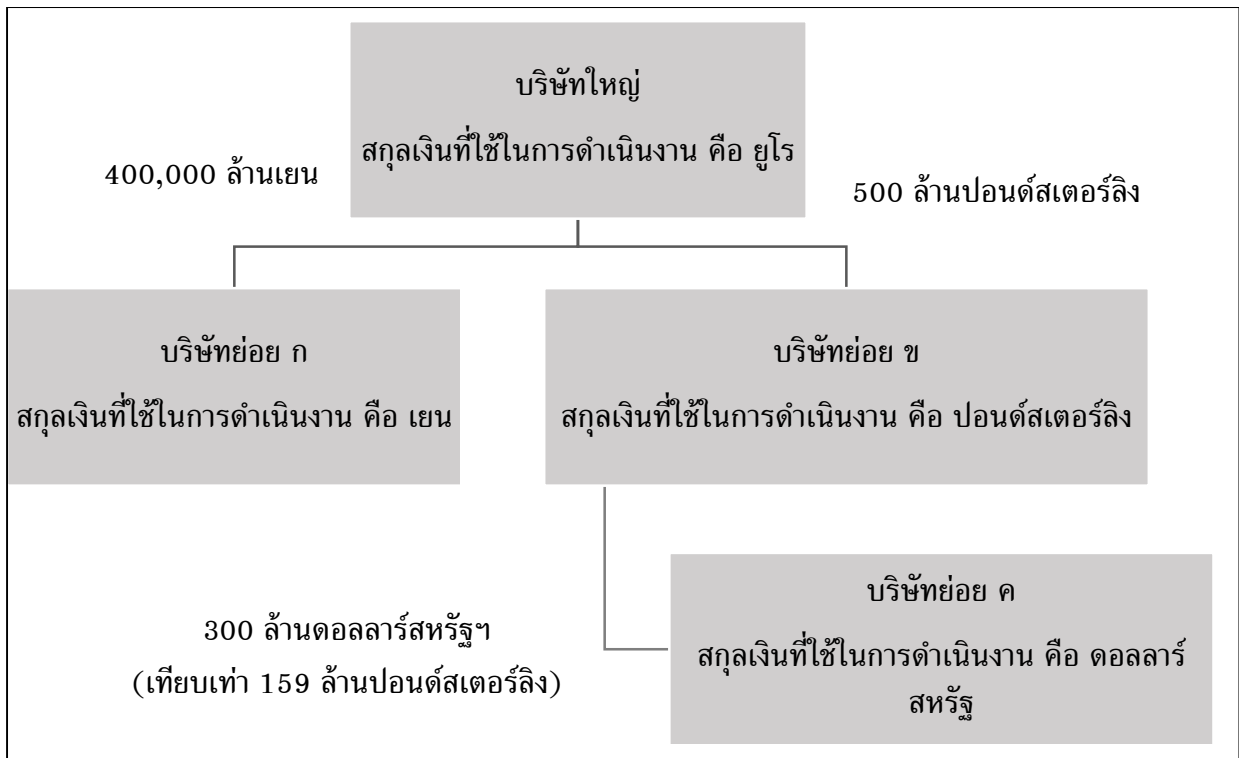 บริษัทใหญ่
สกุลเงินที่ใช้ในการดำเนินงาน คือ ยูโร
400,000 ล้านเยน
500 ล้านปอนด์สเตอร์ลิง
บริษัทย่อย ก
สกุลเงินที่ใช้ในการดำเนินงาน คือ เยน
บริษัทย่อย ข
สกุลเงินที่ใช้ในการดำเนินงาน คือ ปอนด์สเตอร์ลิง
300 ล้านดอลลาร์สหรัฐฯ
(เทียบเท่า 159 ล้านปอนด์สเตอร์ลิง)
บริษัทย่อย ค
สกุลเงินที่ใช้ในการดำเนินงาน คือ ดอลลาร์
สหรัฐ